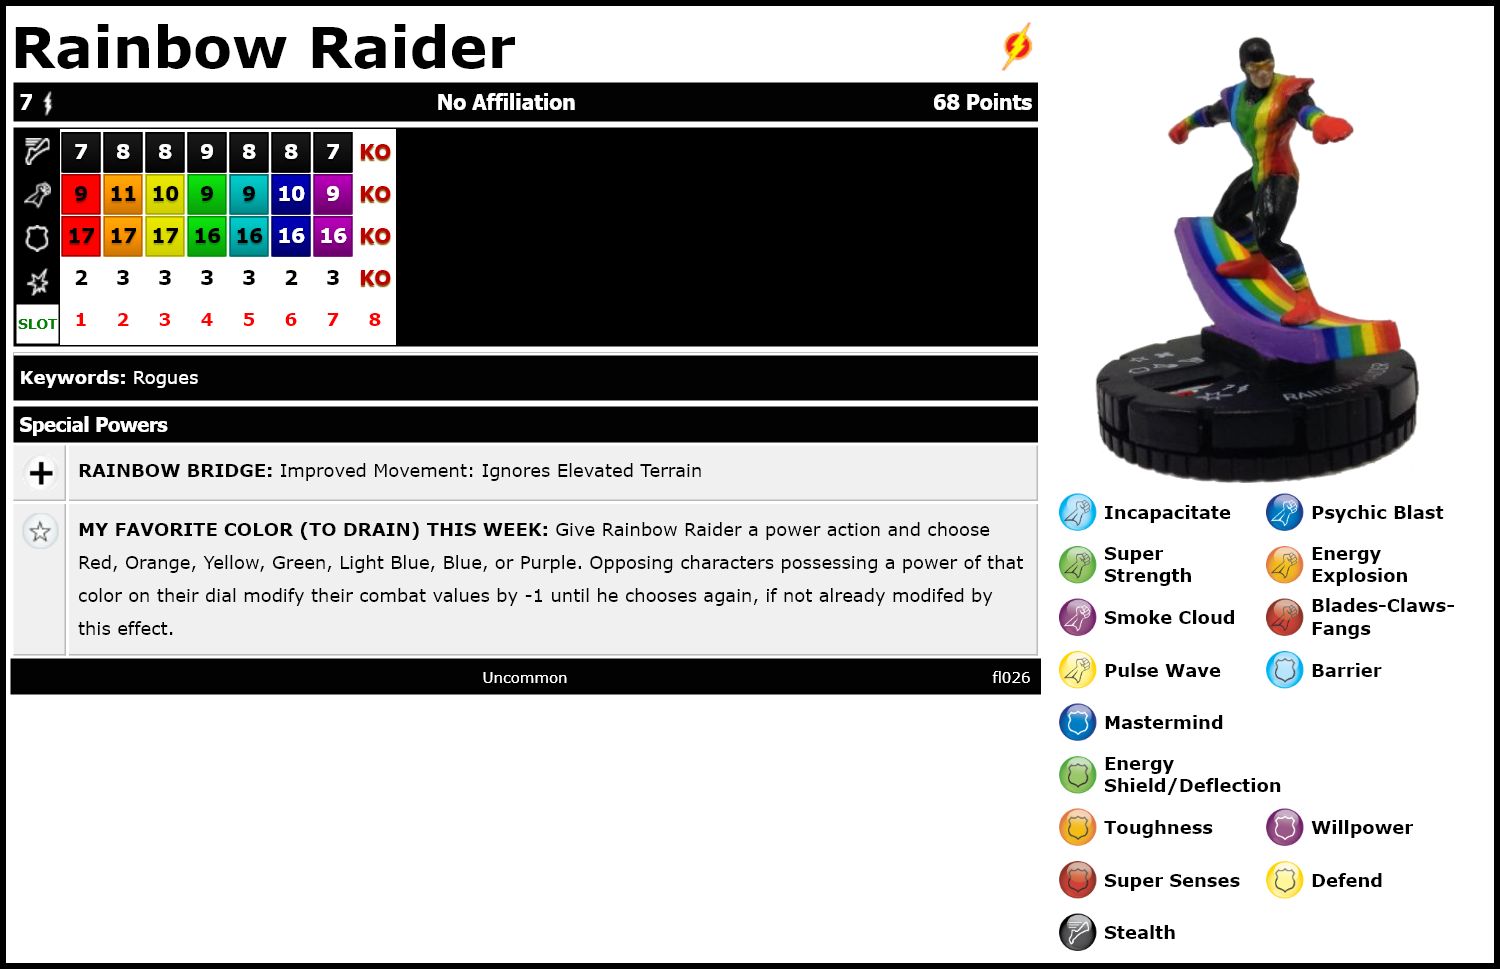 Rainbow Raider
7 No Affiliation 68 Points
7 8 8 9 8 8 7 KO
9 11 10 9 9 10 9 KO
17 17 17 16 16 16 16 KO
2 3 3 3 3 2 3 KO
SLOT 1 2 3 4 5 6 7 8
Keywords: Rogues
Special Powers
RAINBOW BRIDGE: Improved Movement: Ignores Elevated Terrain
MY FAVORITE COLOR (TO DRAIN) THIS WEEK: Give Rainbow Raider a power action and choose
Red, Orange, Yellow, Green, Light Blue, Blue, or Purple. Opposing characters possessing a power of that
color on their dial modify their combat values by -1 until he chooses again, if not already modifed by
this effect.
Uncommon fl026
RAINBOW RAIDER
Incapacitate Psychic Blast
Super
Strength
Energy
Explosion
Smoke Cloud
Blades-Claws-
Fangs
Pulse Wave Barrier
Mastermind
Energy
Shield/Deflection
Toughness Willpower
Super Senses Defend
Stealth